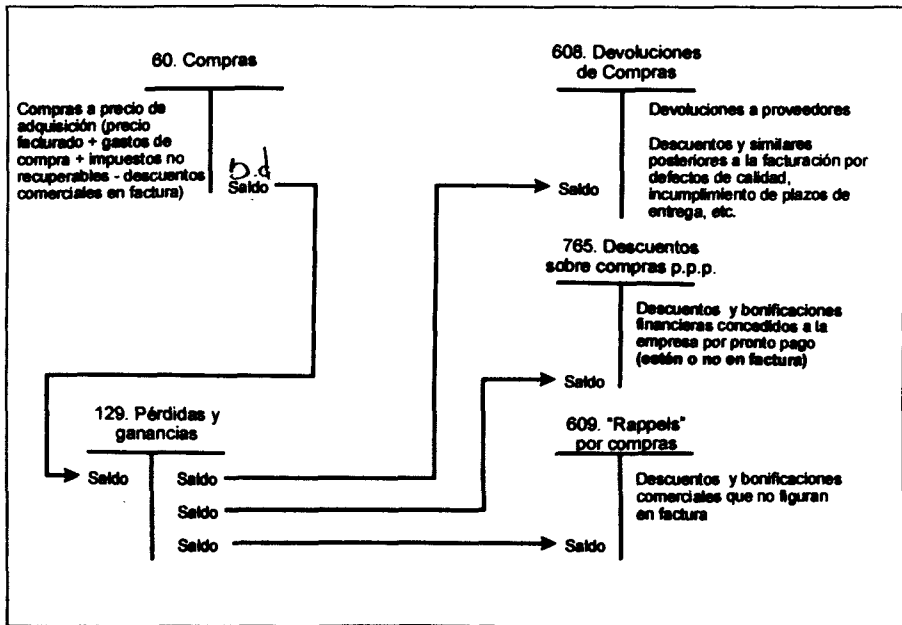 60. Compras
Compras a precio de
adquisición (precio
facturado + gastos de
compra + impuestos no
recuperables - descuentos
comerciales en factura)
Saldo
608. Devoluciones
de Compras
Devoluciones a proveedores
Descuentos y similares
posteriores a la facturación por
defectos de calidad,
incumplimiento de plazos de
entrega, etc.
Saldo
765. Descuentos
sobre compras p.p.p.
Descuentos y bonificaciones
financieras concedidos a la
empresa por pronto pago
(estén o no en factura)
Saldo
129. Pérdidas y
ganancias
Saldo
Saldo
Saldo
Saldo
609. "Rappels"
por compras
Descuentos y bonificaciones
comerciales que no figuran
en factura
Saldo